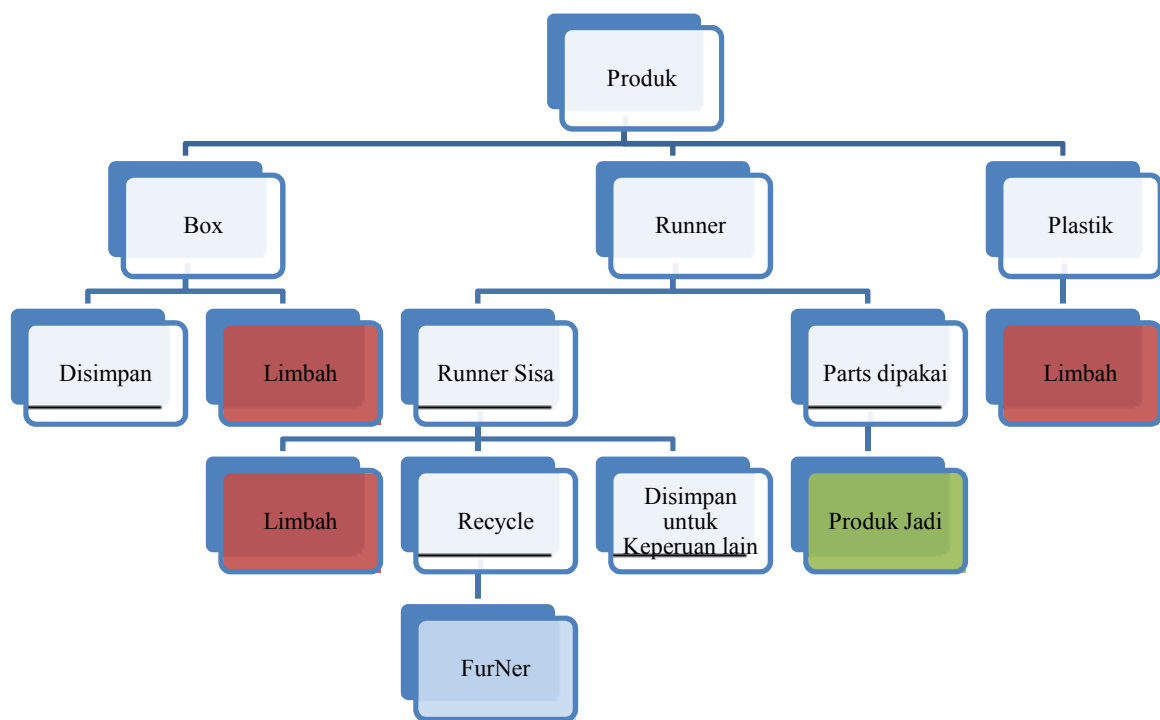 Produk
Box
Runner
Plastik
Disimpan
Limbah
Runner Sisa
Parts dipakai
Limbah
Limbah
Recycle
Disimpan
untuk
Keperuan lain
Produk Jadi
FurNer